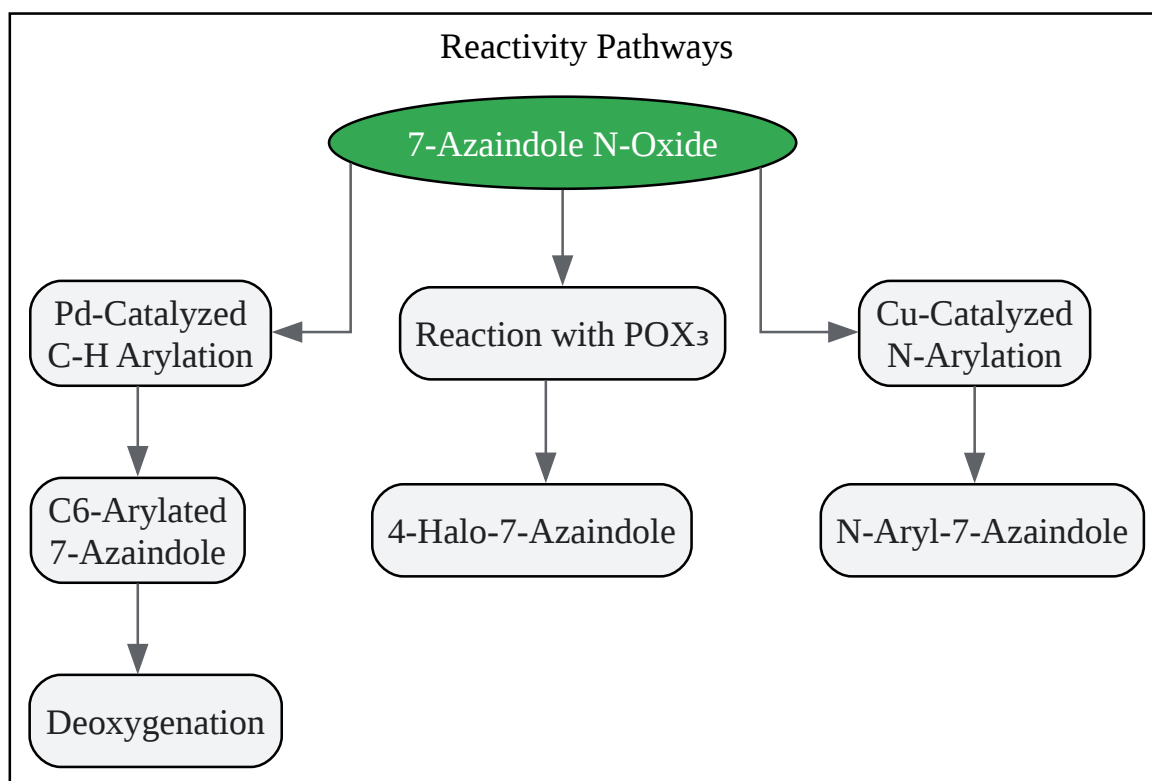 Reactivity Pathways
7-Azaindole N-Oxide
Pd-Catalyzed
C-H Arylation
Reaction with POX₃
Cu-Catalyzed
N-Arylation
C6-Arylated
7-Azaindole
4-Halo-7-Azaindole
N-Aryl-7-Azaindole
Deoxygenation